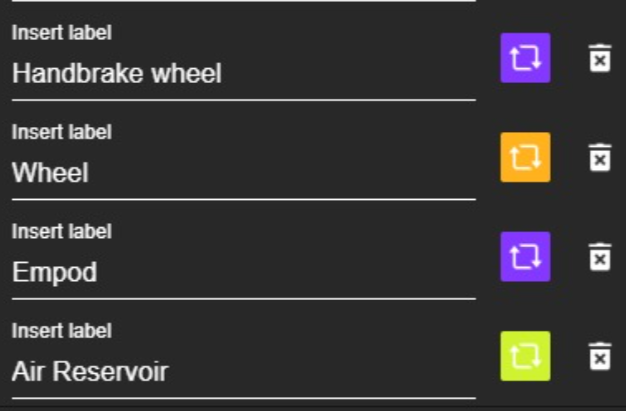 Insert label
Handbrake wheel
Insert label
Wheel
Insert label
Empod
Insert label
Air Reservoir